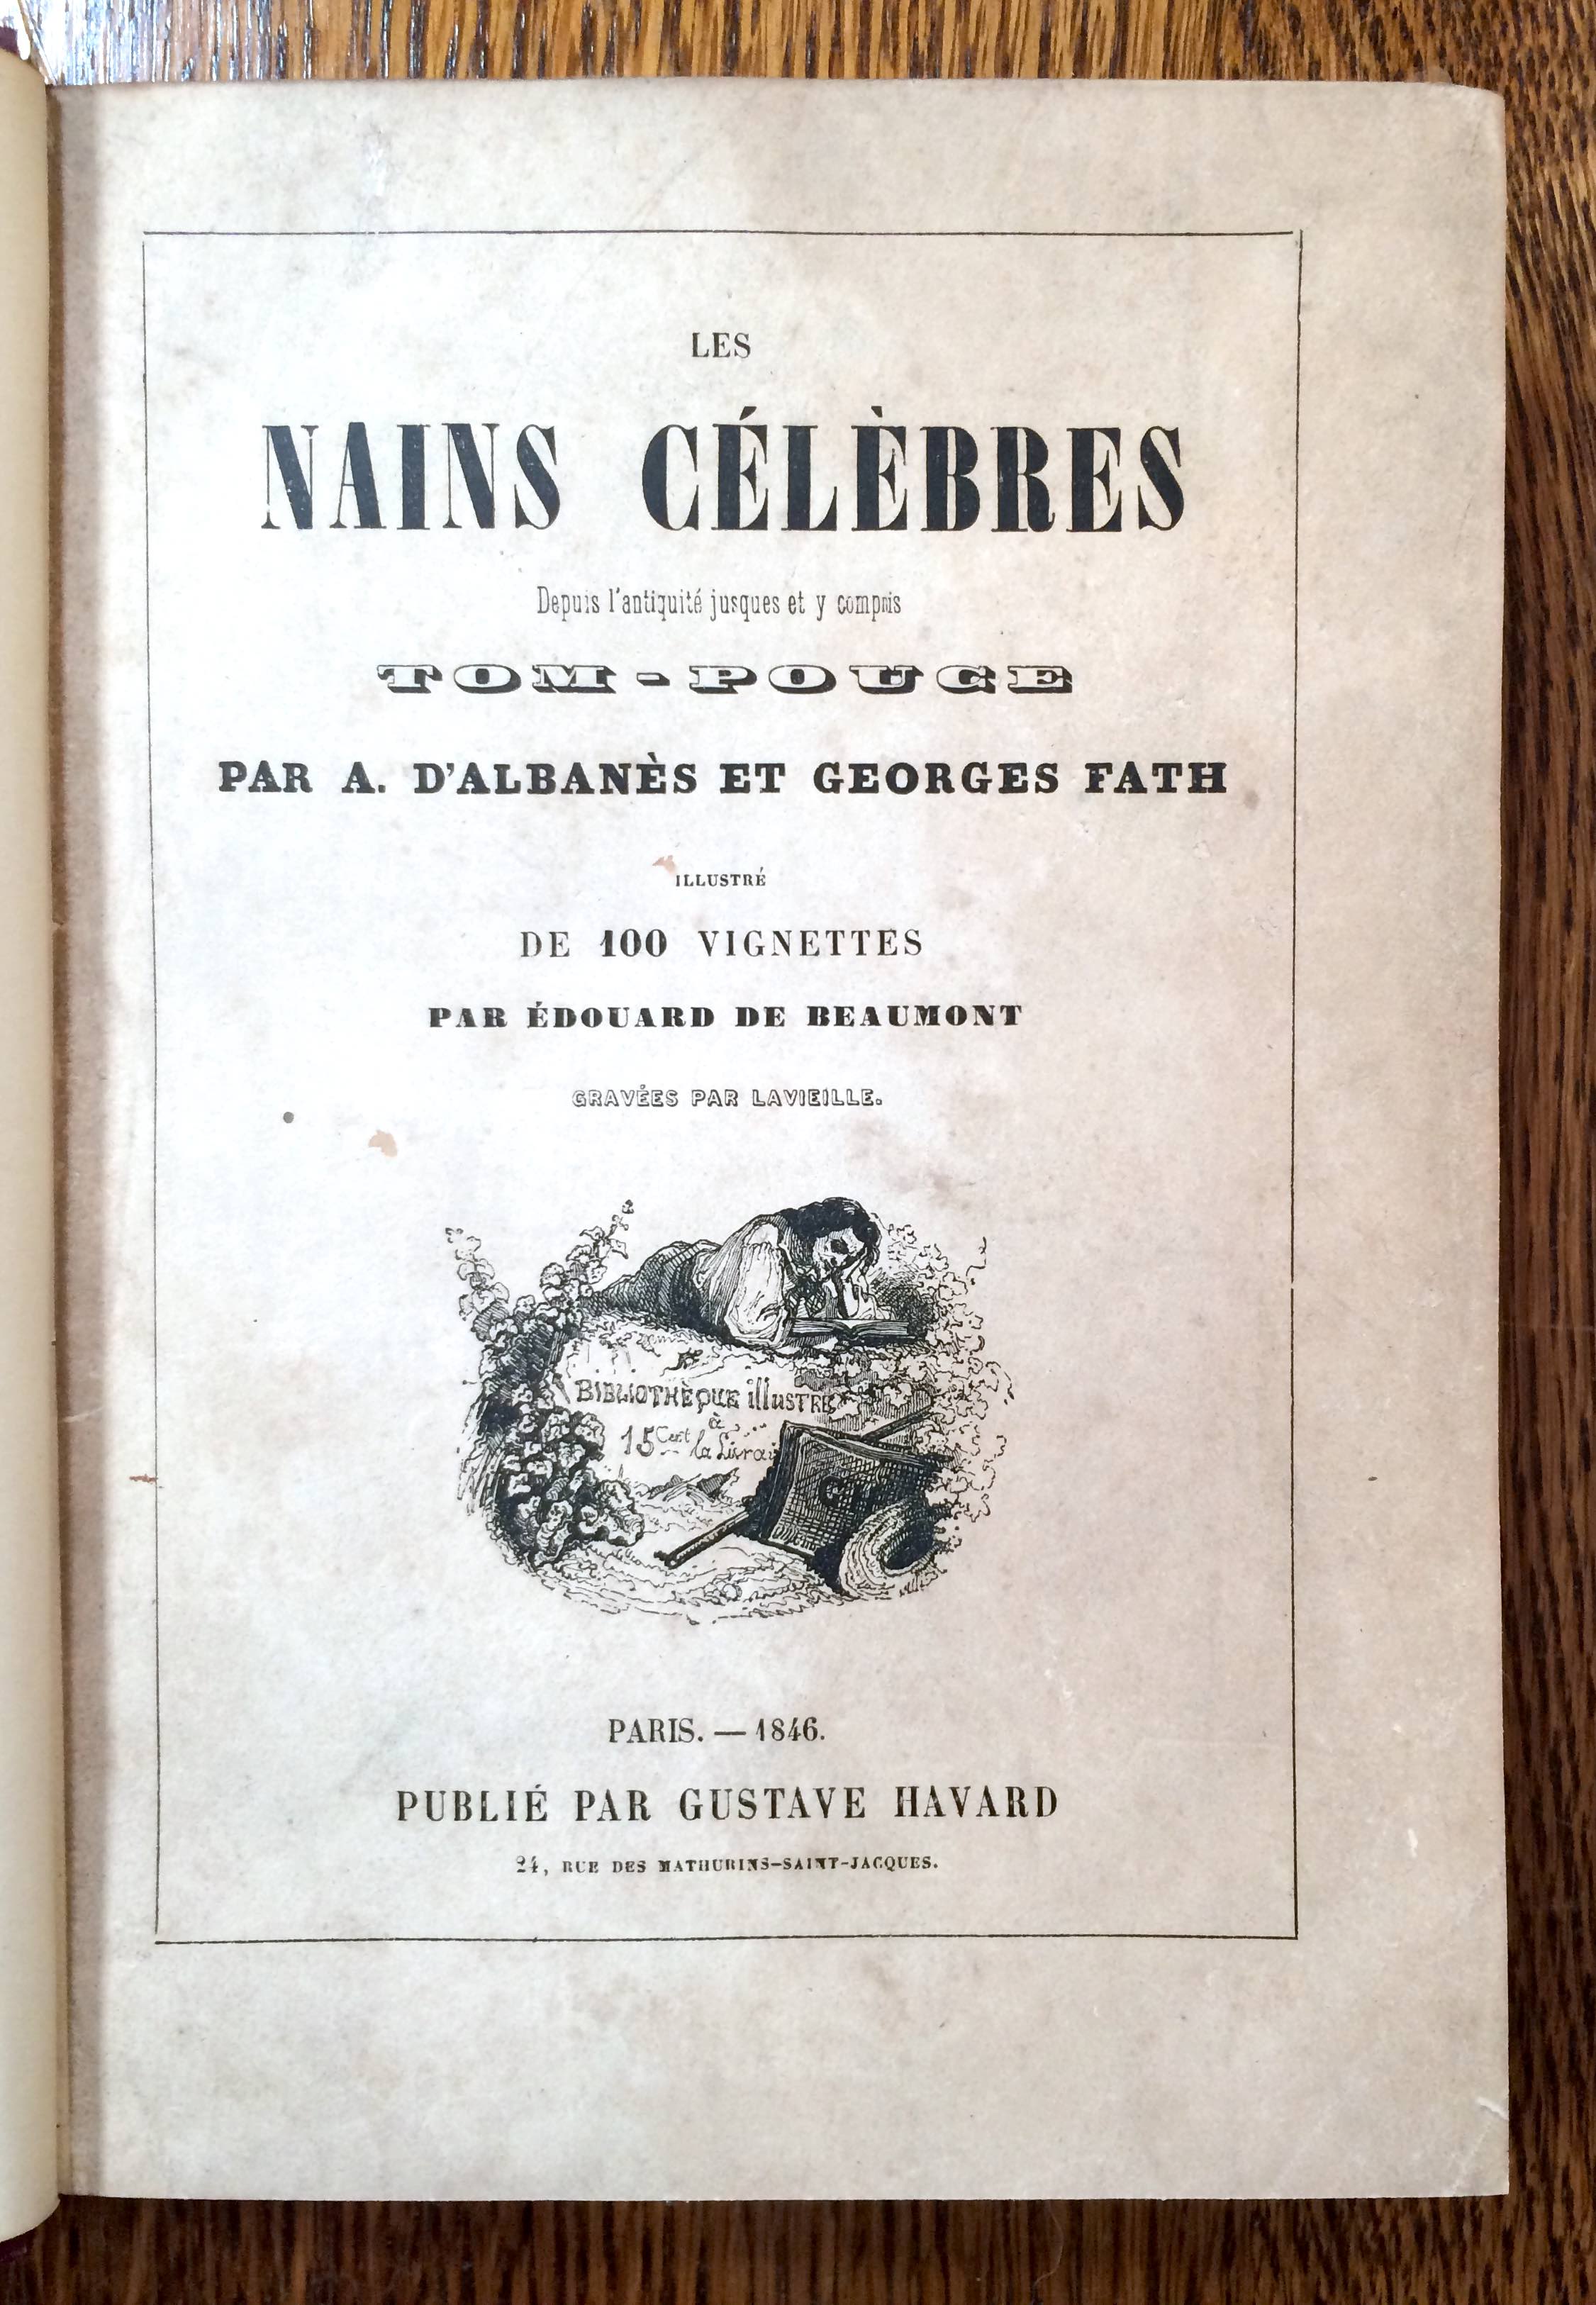 LES
NAINS CÉLÈBRES
Depuis l'antiquité jusques et y compris
TOM-POUCE
PAR A. D'ALBANÈS ET GEORGES FATH
ILLUSTRÉ
DE 100 VIGNETTES
PAR ÉDOUARD DE BEAUMONT
GRAVÉES PAR LAVIEILLE.
BIBLIOTHÈQUE illUSTRÉ
à
15 Cent la Livrai
PARIS. — 1846.
PUBLIÉ PAR GUSTAVE HAVARD
24, RUE DES MATHURINS-SAINT-JACQUES.